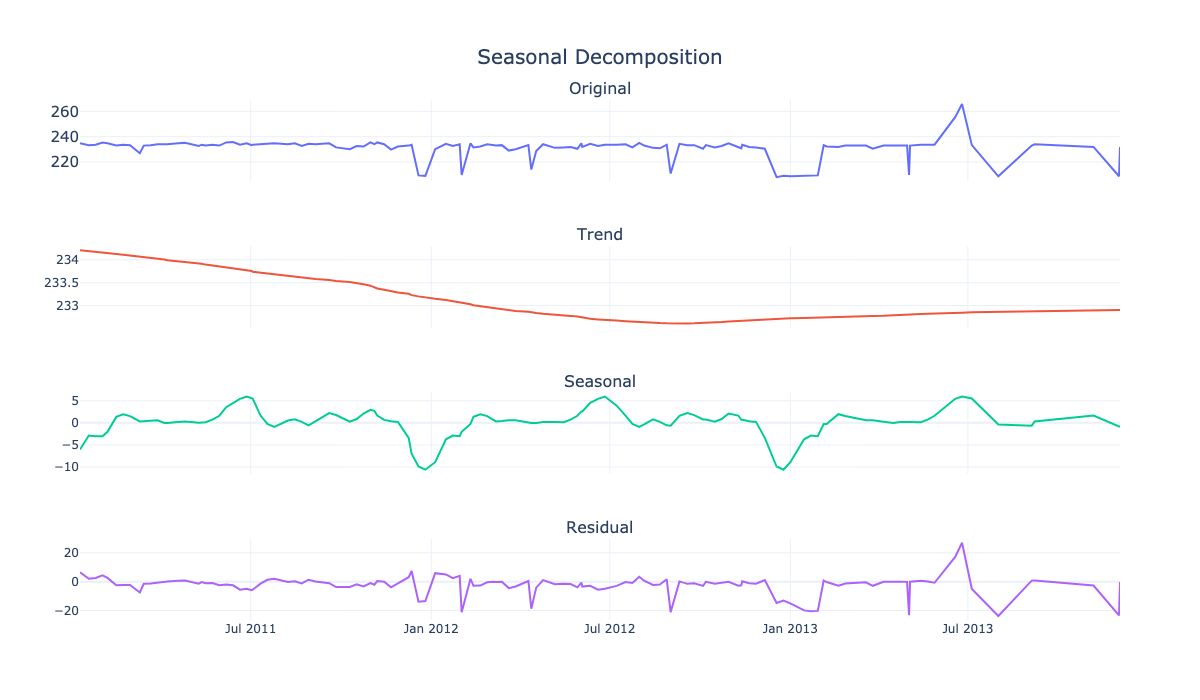 Seasonal Decomposition
Original
260
240
220
Trend
234
233.5
233
Seasonal
5
0
−5
−10
Residual
20
0
−20
Jul 2011 Jan 2012 Jul 2012 Jan 2013 Jul 2013